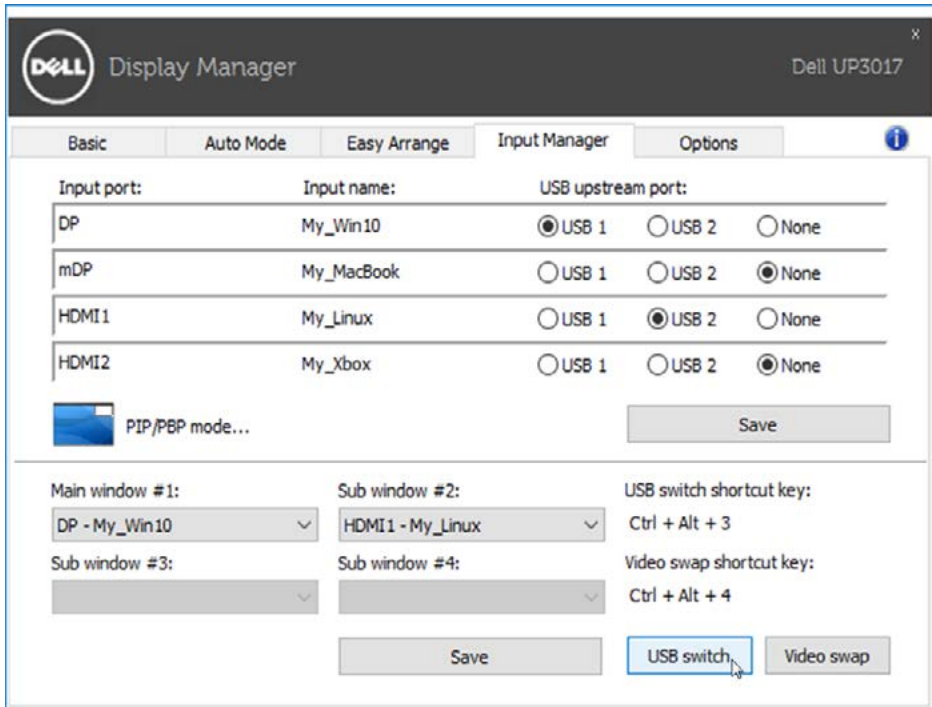 DELL Display Manager Dell UP3017 x
Basic Auto Mode Easy Arrange Input Manager Options i
Input port: Input name: USB upstream port:
DP My_Win10 USB 1 USB 2 None
mDP My_MacBook USB 1 USB 2 None
HDMI1 My_Linux USB 1 USB 2 None
HDMI2 My_Xbox USB 1 USB 2 None
PIP/PBP mode... Save
Main window #1: Sub window #2: USB switch shortcut key:
DP - My_Win10 HDMI1 - My_Linux Ctrl + Alt + 3
Sub window #3: Sub window #4: Video swap shortcut key:
Ctrl + Alt + 4
Save USB switch Video swap